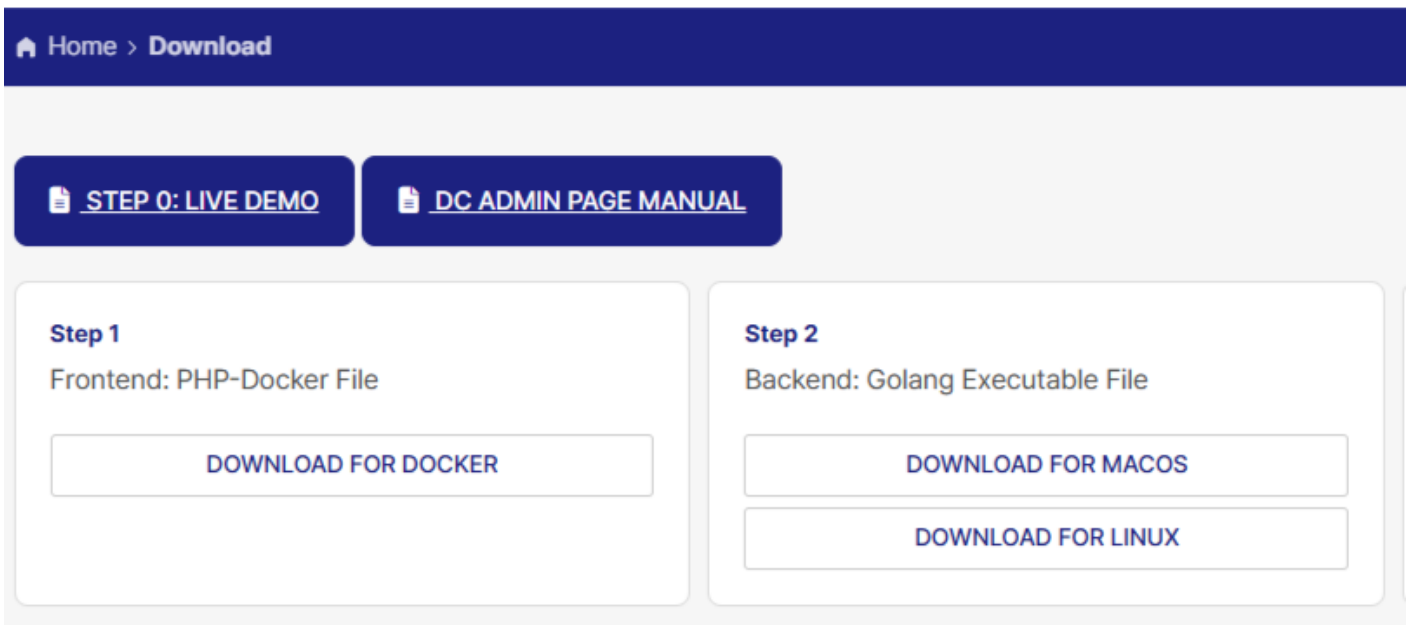 Home > Download
STEP 0: LIVE DEMO
DC ADMIN PAGE MANUAL
Step 1
Frontend: PHP-Docker File
DOWNLOAD FOR DOCKER
Step 2
Backend: Golang Executable File
DOWNLOAD FOR MACOS
DOWNLOAD FOR LINUX